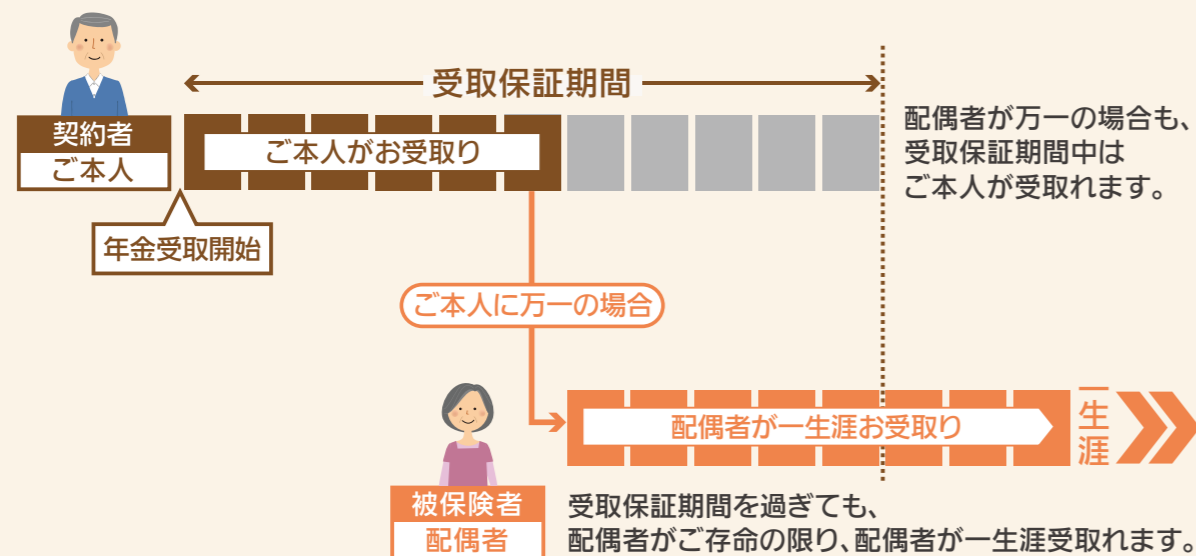 受取保証期間
契約者
ご本人
ご本人がお受取り
年金受取開始
配偶者が万一の場合も、
受取保証期間中は
ご本人が受取れます。
ご本人に万一の場合
配偶者が一生涯お受取り
一生涯
被保険者
配偶者
受取保証期間を過ぎても、
配偶者がご存命の限り、配偶者が一生涯受取れます。